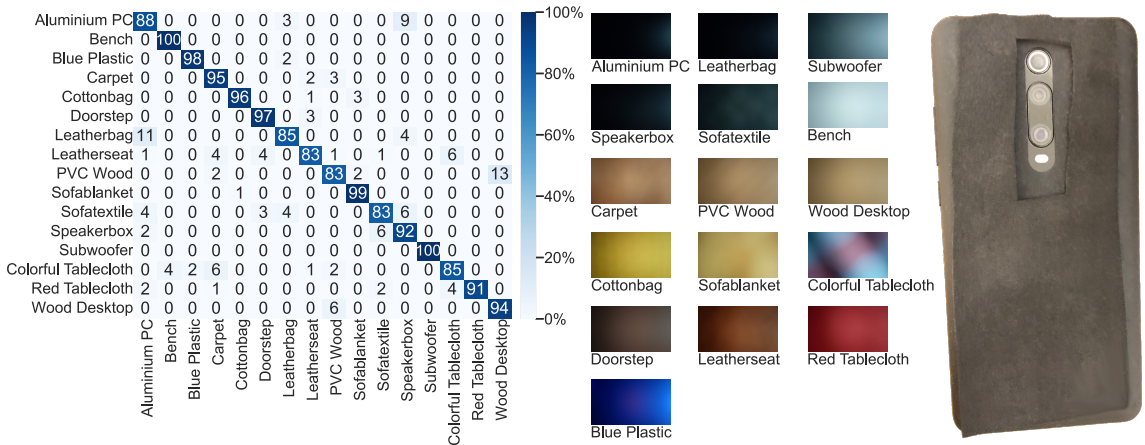 Aluminium PC 88 0 0 0 0 0 3 0 0 0 0 9 0 0 0 0
Bench 0 100 0 0 0 0 0 0 0 0 0 0 0 0 0 0
Blue Plastic 0 0 98 0 0 0 2 0 0 0 0 0 0 0 0 0
Carpet 0 0 0 95 0 0 0 2 3 0 0 0 0 0 0 0
Cottonbag 0 0 0 0 96 0 0 1 0 3 0 0 0 0 0 0
Doorstep 0 0 0 0 0 97 0 3 0 0 0 0 0 0 0 0
Leatherbag 11 0 0 0 0 0 85 0 0 0 0 4 0 0 0 0
Leatherseat 1 0 0 4 0 4 0 83 1 0 1 0 0 6 0 0
PVC Wood 0 0 0 2 0 0 0 0 83 2 0 0 0 0 0 13
Sofablanket 0 0 0 0 1 0 0 0 0 99 0 0 0 0 0 0
Sofatextile 4 0 0 0 0 3 4 0 0 0 83 6 0 0 0 0
Speakerbox 2 0 0 0 0 0 0 0 0 0 6 92 0 0 0 0
Subwoofer 0 0 0 0 0 0 0 0 0 0 0 0 100 0 0 0
Colorful Tablecloth 0 4 2 6 0 0 0 1 2 0 0 0 0 85 0 0
Red Tablecloth 2 0 0 1 0 0 0 0 0 0 2 0 0 4 91 0
Wood Desktop 0 0 0 0 0 0 0 0 6 0 0 0 0 0 0 94
Aluminium PC
Bench
Blue Plastic
Carpet
Cottonbag
Doorstep
Leatherbag
Leatherseat
PVC Wood
Sofablanket
Sofatextile
Speakerbox
Subwoofer
Colorful Tablecloth
Red Tablecloth
Wood Desktop
100%
80%
60%
40%
20%
0%
Aluminium PC Leatherbag Subwoofer
Speakerbox Sofatextile Bench
Carpet PVC Wood Wood Desktop
Cottonbag Sofablanket Colorful Tablecloth
Doorstep Leatherseat Red Tablecloth
Blue Plastic